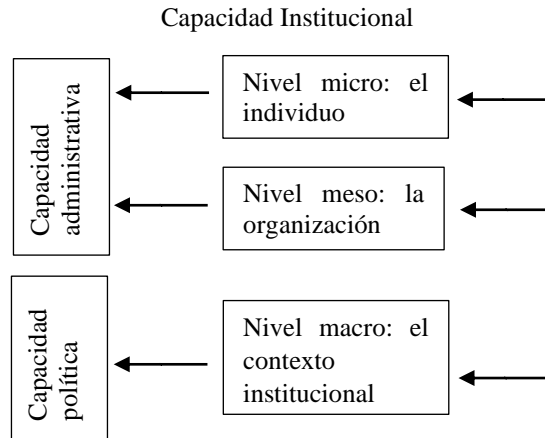 Capacidad Institucional
Capacidad
administrativa
Nivel micro: el
individuo
Nivel meso: la
organización
Capacidad
política
Nivel macro: el
contexto
institucional